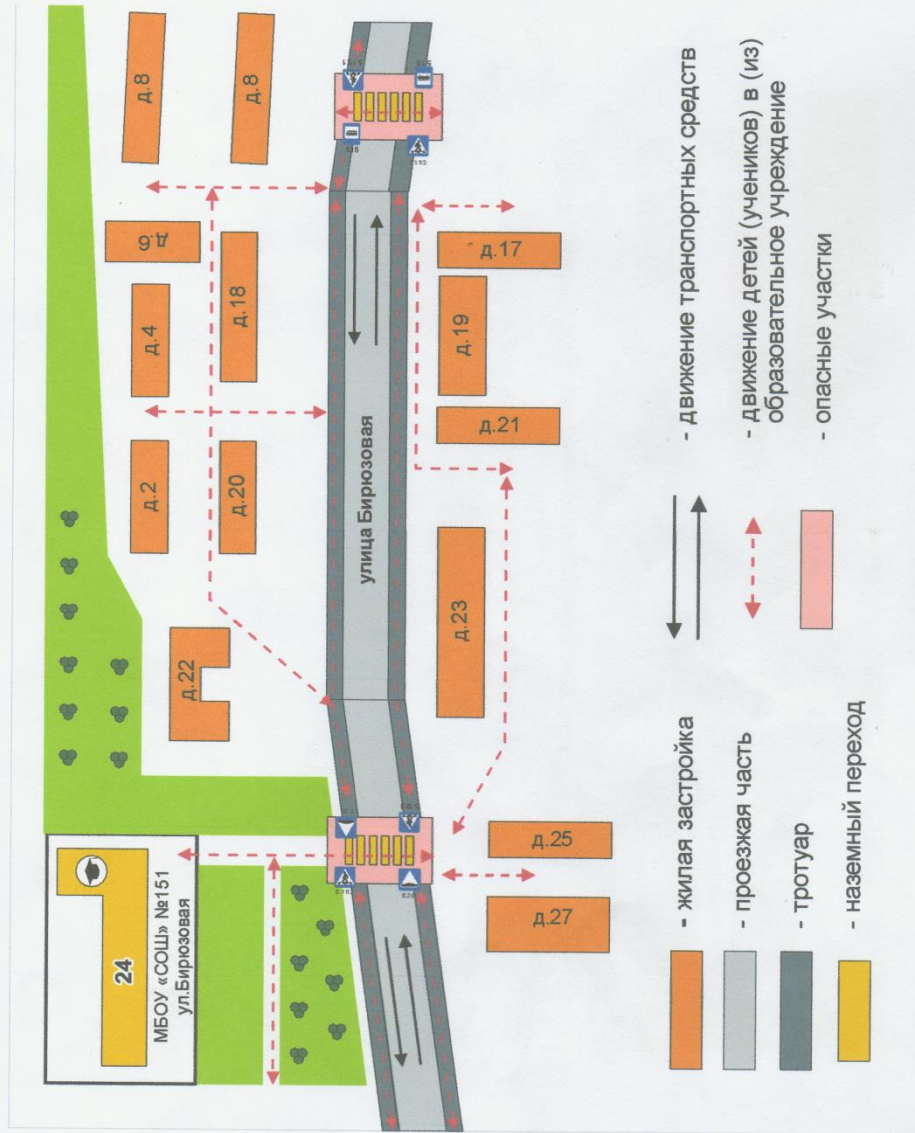 24
МБОУ «СОШ» №151
ул.Бирюзовая
д.22
д.2
д.4
д.6
д.8
д.20
д.18
д.8
улица Бирюзовая
д.27
д.25
д.23
д.21
д.19
д.17
- жилая застройка
- проезжая часть
- тротуар
- наземный переход
- движение транспортных средств
- движение детей (учеников) в (из)
образовательное учреждение
- опасные участки